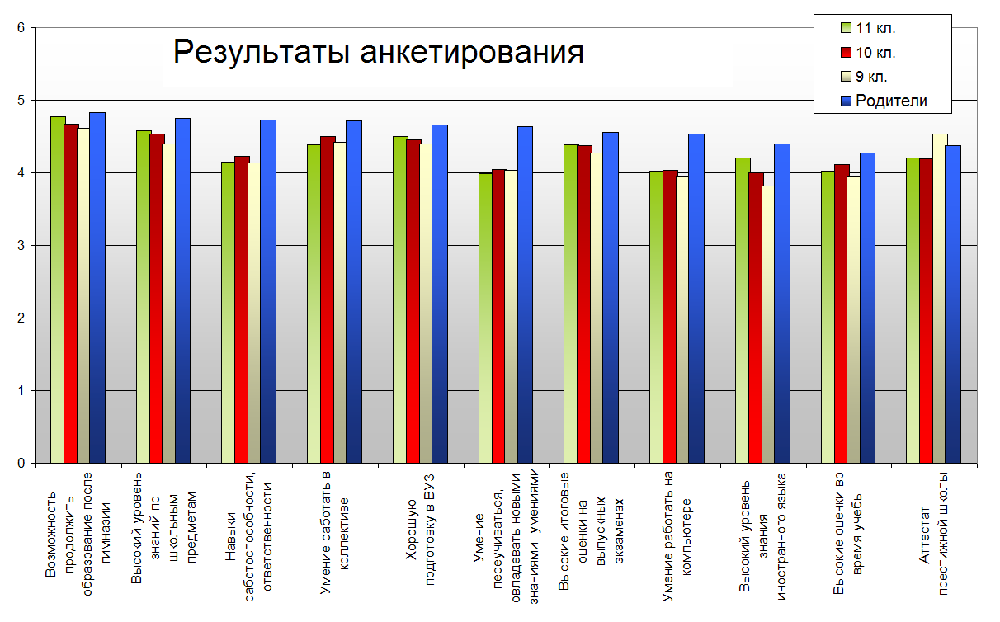 Результаты анкетирования
11 кл.
10 кл.
9 кл.
Родители
6
5
4
3
2
1
0
Возможность
продолжить
образование после
гимназии
Высокий уровень
знаний по
школьным
предметам
Навыки
работоспособности,
ответственности
Умение работать в
коллективе
Хорошую
подготовку в ВУЗ
Умение
переучиваться,
овладевать новыми
знаниями, умениями
Высокие итоговые
оценки на
выпускных
экзаменах
Умение работать на
компьютере
Высокий уровень
знания
иностранного языка
Высокие оценки во
время учебы
Аттестат
престижной школы